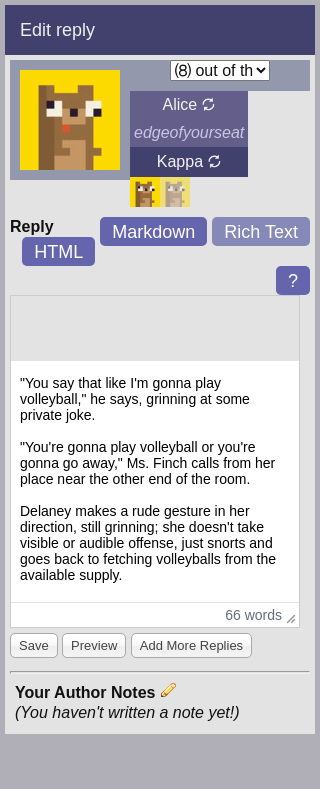 Edit reply
(8) out of th
Alice
edgeofyourseat
Kappa
Reply
Markdown
Rich Text
HTML
?
"You say that like I'm gonna play
volleyball," he says, grinning at some
private joke.
"You're gonna play volleyball or you're
gonna go away," Ms. Finch calls from her
place near the other end of the room.
Delaney makes a rude gesture in her
direction, still grinning; she doesn't take
visible or audible offense, just snorts and
goes back to fetching volleyballs from the
available supply.
66 words
Save
Preview
Add More Replies
Your Author Notes
(You haven't written a note yet!)